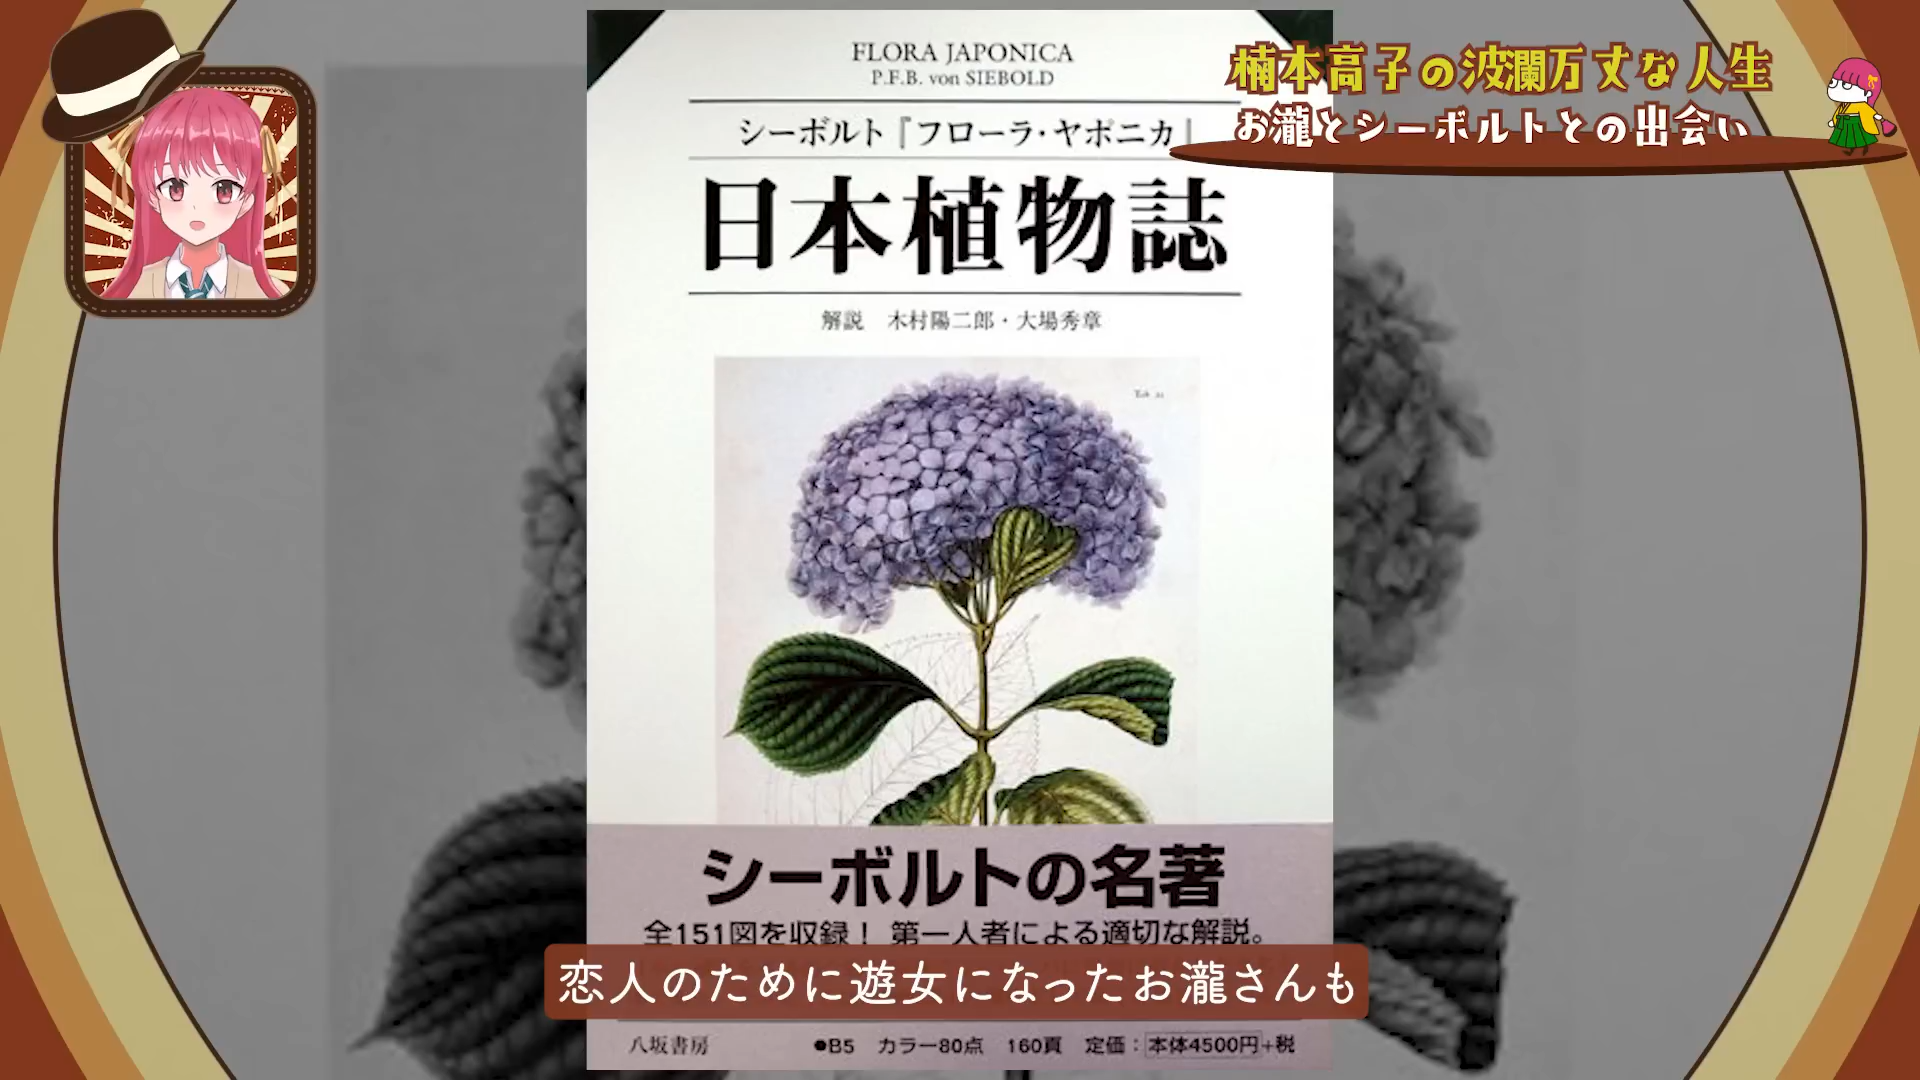 FLORA JAPONICA
P.F.B. von SIEBOLD
シーボルト『フローラ・ヤポニカ』
日本植物誌
解説 木村陽二郎・大場秀章
楠本高子の波瀾万丈な人生
お瀧とシーボルトとの出会い
シーボルトの名著
全151図を収録！ 第一人者による適切な解説。
恋人のために遊女になったお瀧さんも
八坂書房 ●B5 カラー80点 160頁 定価：本体4500円+税